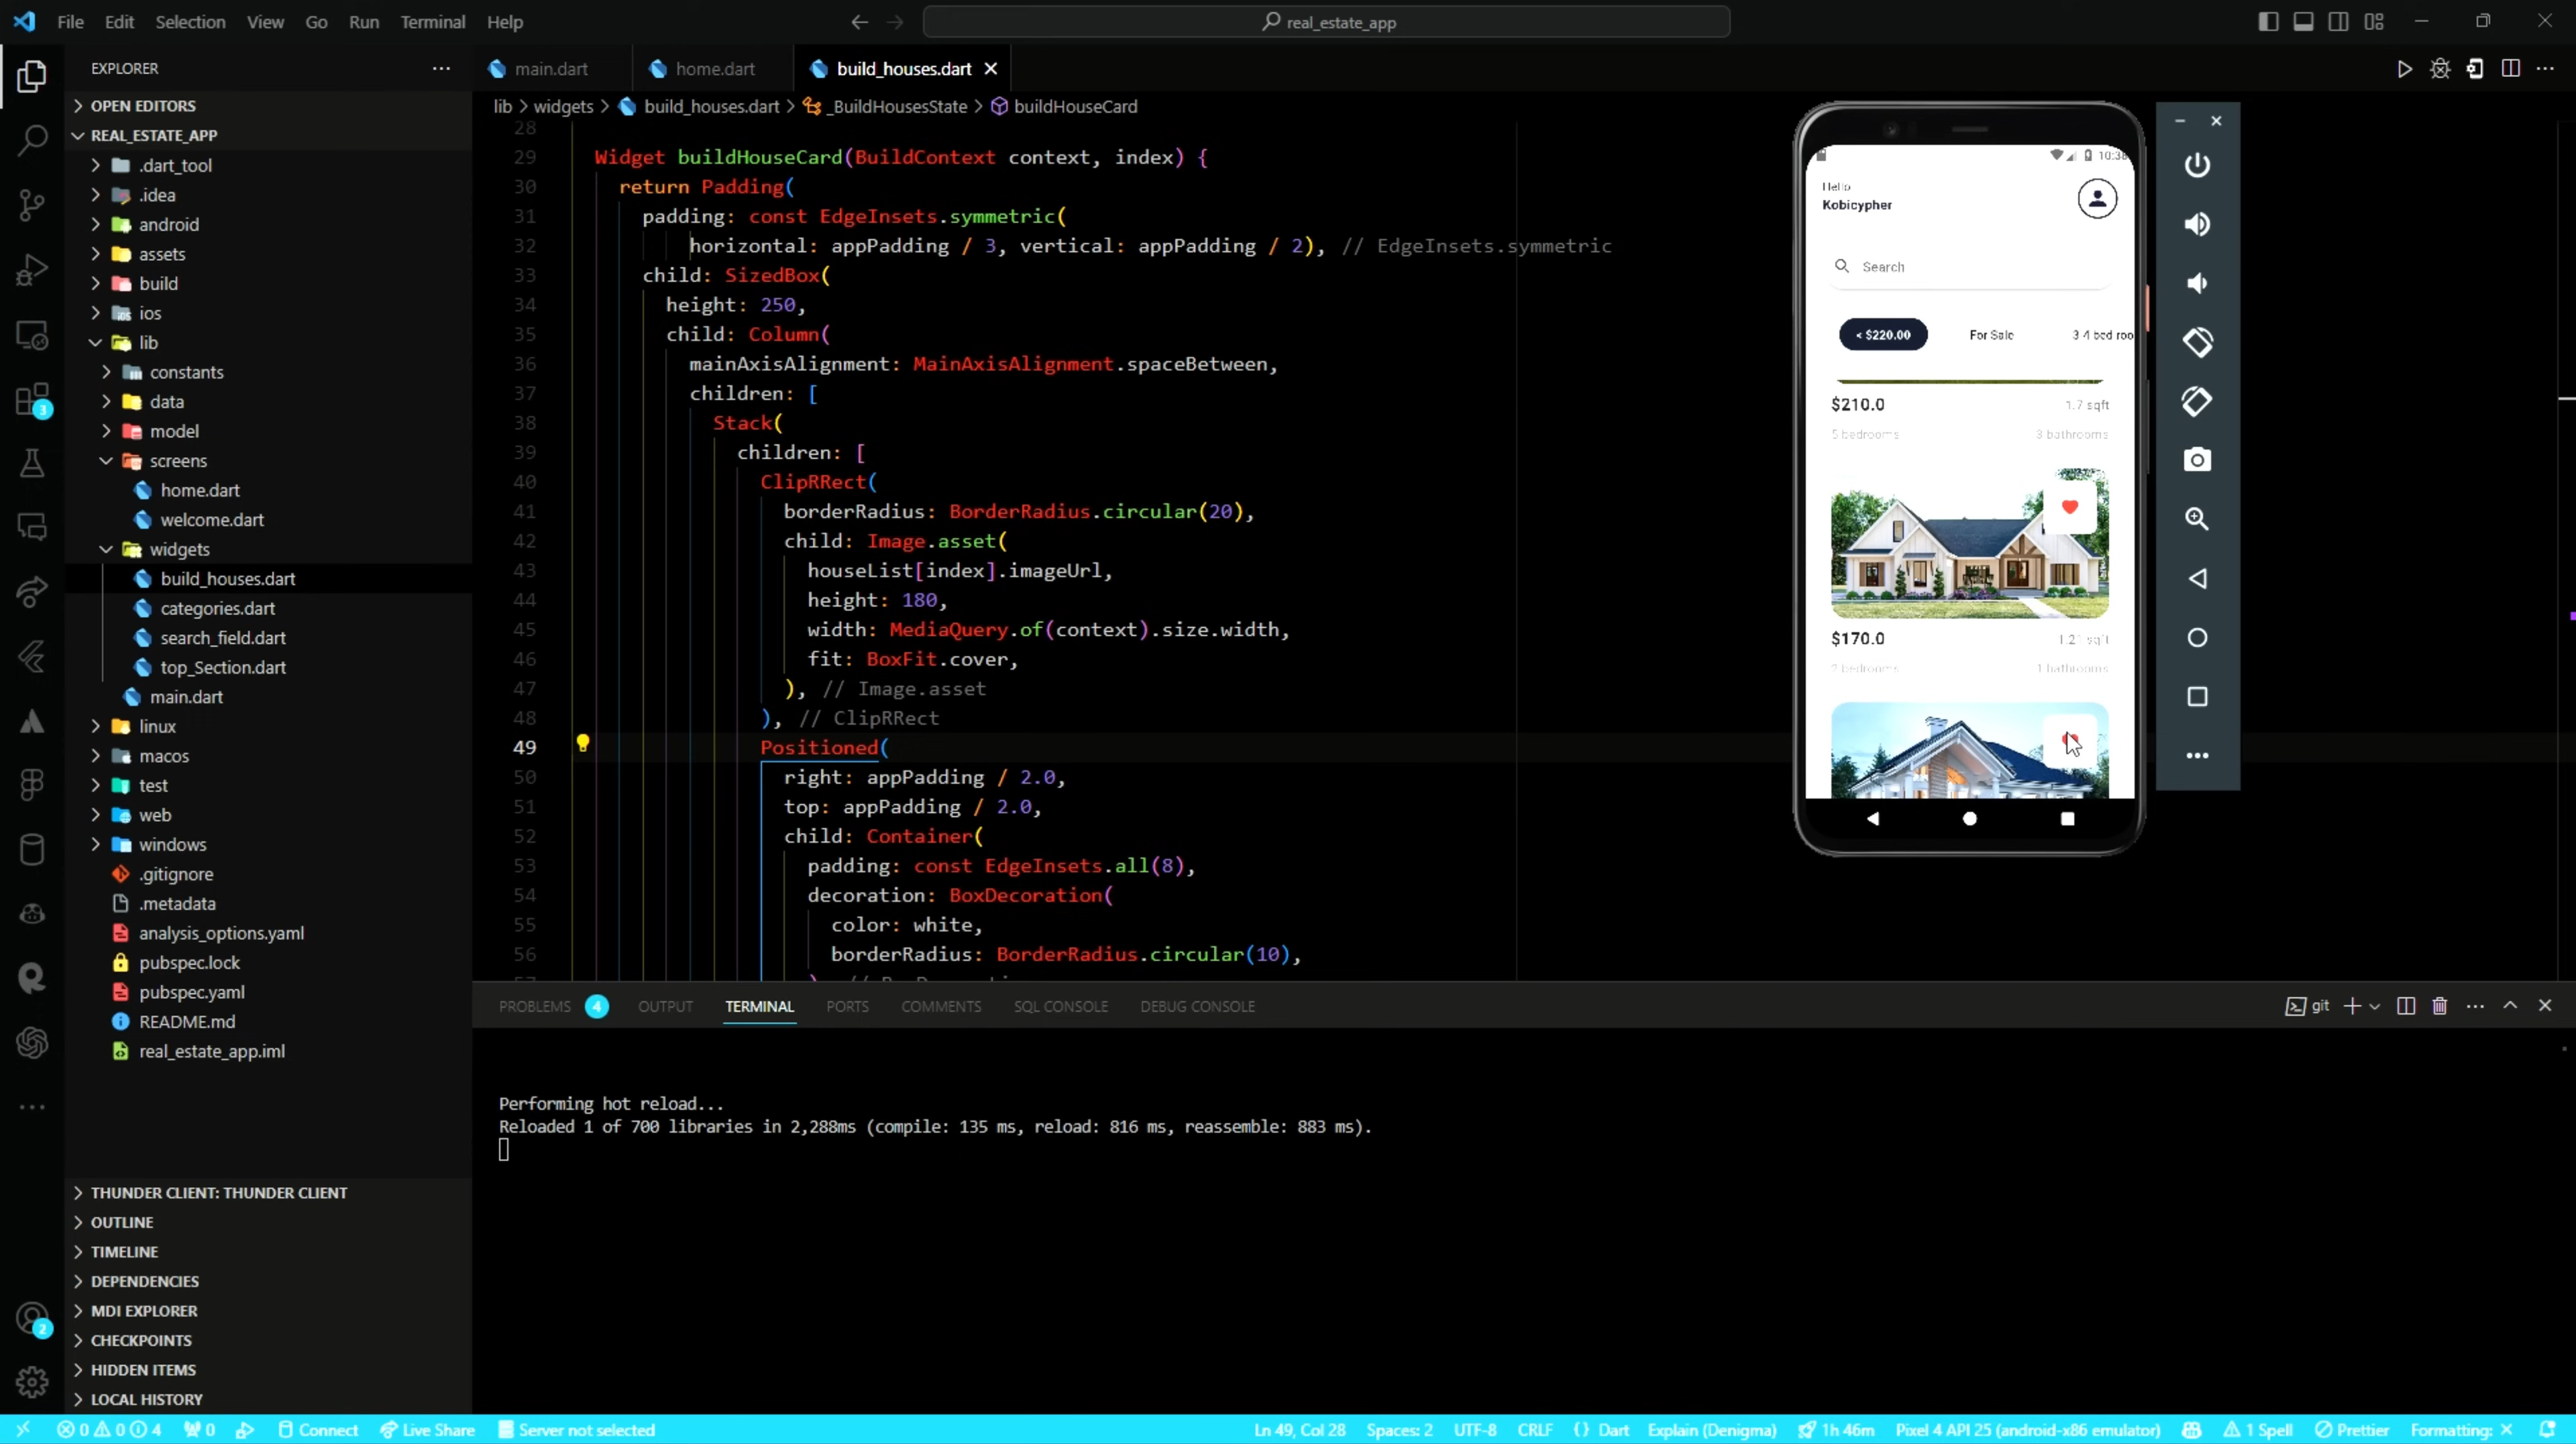 File Edit Selection View Go Run Terminal Help
real_estate_app
EXPLORER
OPEN EDITORS
REAL_ESTATE_APP
.dart_tool
.idea
android
assets
build
ios
lib
constants
data
model
screens
home.dart
welcome.dart
widgets
build_houses.dart
categories.dart
search_field.dart
top_Section.dart
main.dart
linux
macos
test
web
windows
.gitignore
.metadata
analysis_options.yaml
pubspec.lock
pubspec.yaml
README.md
real_estate_app.iml
THUNDER CLIENT: THUNDER CLIENT
OUTLINE
TIMELINE
DEPENDENCIES
MDI EXPLORER
CHECKPOINTS
HIDDEN ITEMS
LOCAL HISTORY
3
2
main.dart home.dart build_houses.dart
lib > widgets > build_houses.dart > _BuildHousesState > buildHouseCard
28
29 Widget buildHouseCard(BuildContext context, index) {
30 return Padding(
31 padding: const EdgeInsets.symmetric(
32 horizontal: appPadding / 3, vertical: appPadding / 2), // EdgeInsets.symmetric
33 child: SizedBox(
34 height: 250,
35 child: Column(
36 mainAxisAlignment: MainAxisAlignment.spaceBetween,
37 children: [
38 Stack(
39 children: [
40 ClipRRect(
41 borderRadius: BorderRadius.circular(20),
42 child: Image.asset(
43 houseList[index].imageUrl,
44 height: 180,
45 width: MediaQuery.of(context).size.width,
46 fit: BoxFit.cover,
47 ), // Image.asset
48 ), // ClipRRect
49 Positioned(
50 right: appPadding / 2.0,
51 top: appPadding / 2.0,
52 child: Container(
53 padding: const EdgeInsets.all(8),
54 decoration: BoxDecoration(
55 color: white,
56 borderRadius: BorderRadius.circular(10),
10:38
Hello
Kobicypher
Search
< $220.00 For Sale 3-4 bed roo
$210.0 1.7 sqft
5 bedrooms 3 bathrooms
$170.0 1.21 sqft
2 bedrooms 1 bathrooms
PROBLEMS 4 OUTPUT TERMINAL PORTS COMMENTS SQL CONSOLE DEBUG CONSOLE
git
Performing hot reload...
Reloaded 1 of 700 libraries in 2,288ms (compile: 135 ms, reload: 816 ms, reassemble: 883 ms).
0 0 4 0 Connect Live Share Server not selected
Ln 49, Col 28 Spaces: 2 UTF-8 CRLF {} Dart Explain (Denigma) 1h 46m Pixel 4 API 25 (android-x86 emulator) 1 Spell Prettier Formatting: ×